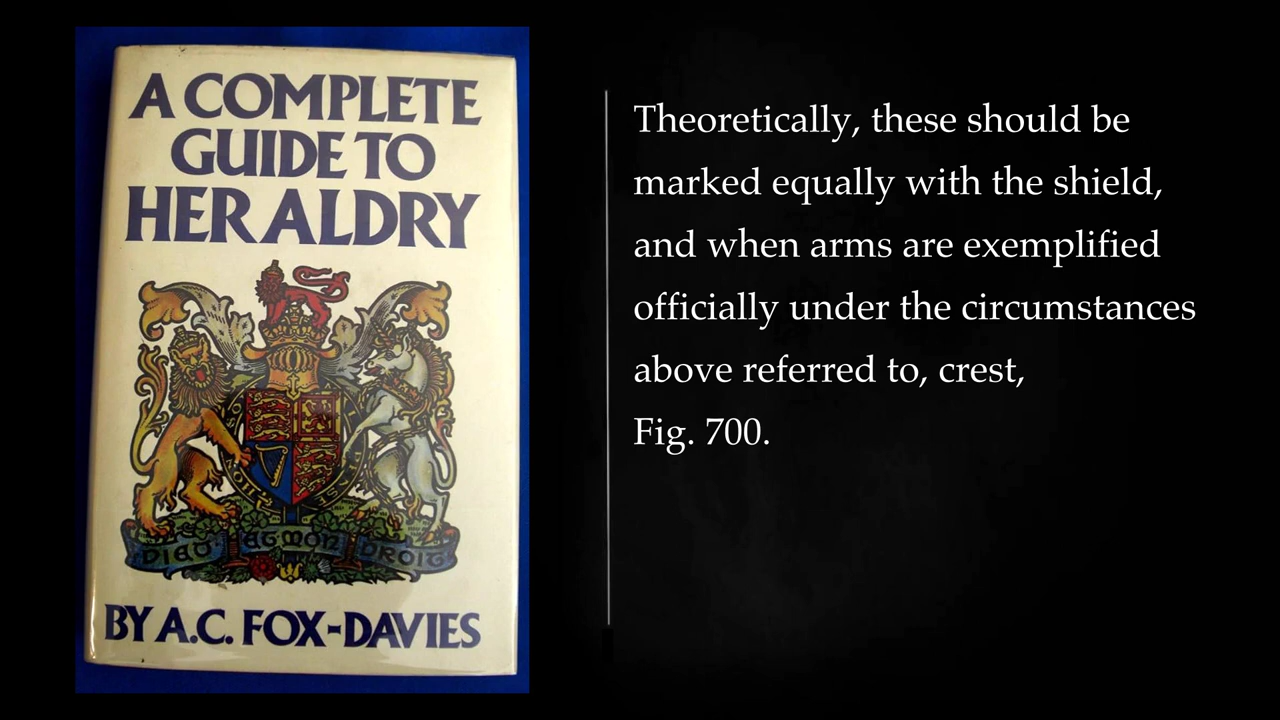 A COMPLETE
GUIDE TO
HERALDRY
DIEU ET MON DROIT
BY A.C. FOX-DAVIES
Theoretically, these should be
marked equally with the shield,
and when arms are exemplified
officially under the circumstances
above referred to, crest,
Fig. 700.